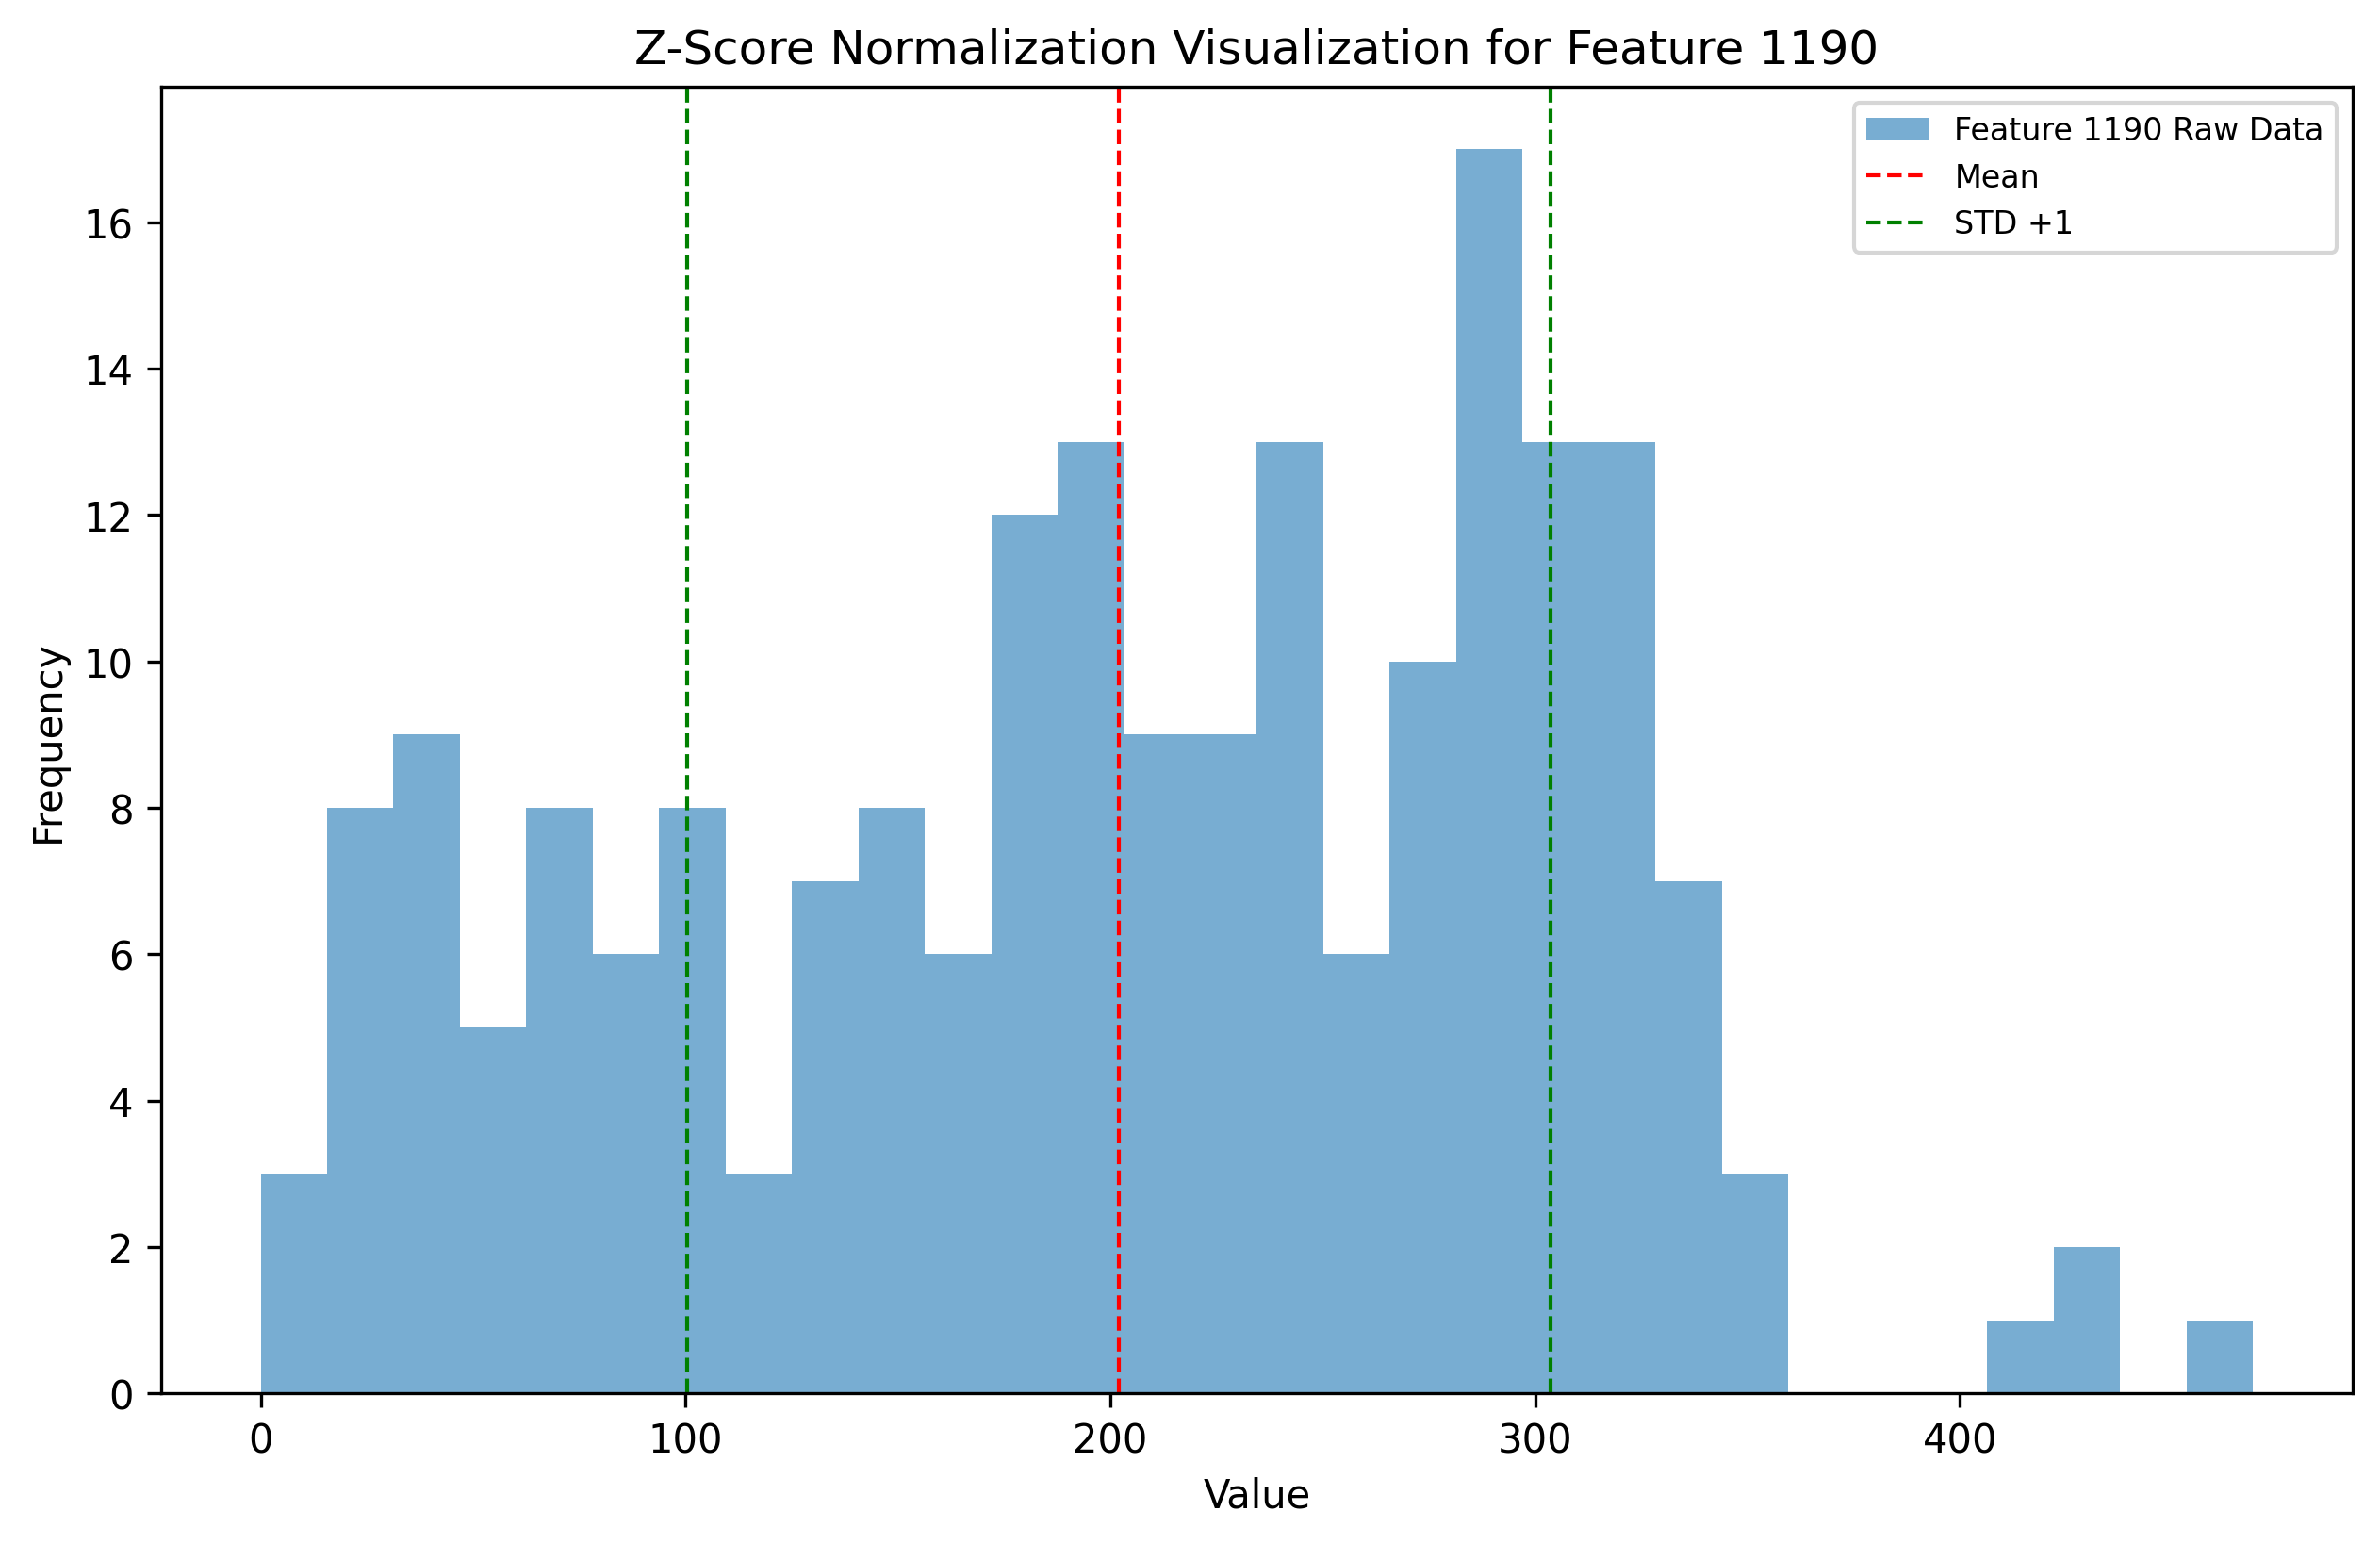 Z-Score Normalization Visualization for Feature 1190
Feature 1190 Raw Data
Mean
STD +1
16
14
12
10
8
6
4
2
0
Frequency
0 100 200 300 400
Value